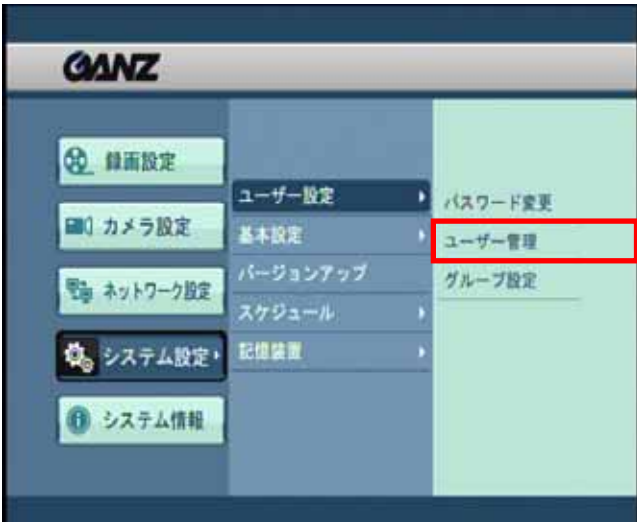 GANZ
録画設定
カメラ設定
ネットワーク設定
システム設定
システム情報
ユーザー設定
基本設定
バージョンアップ
スケジュール
記憶装置
パスワード変更
ユーザー管理
グループ設定